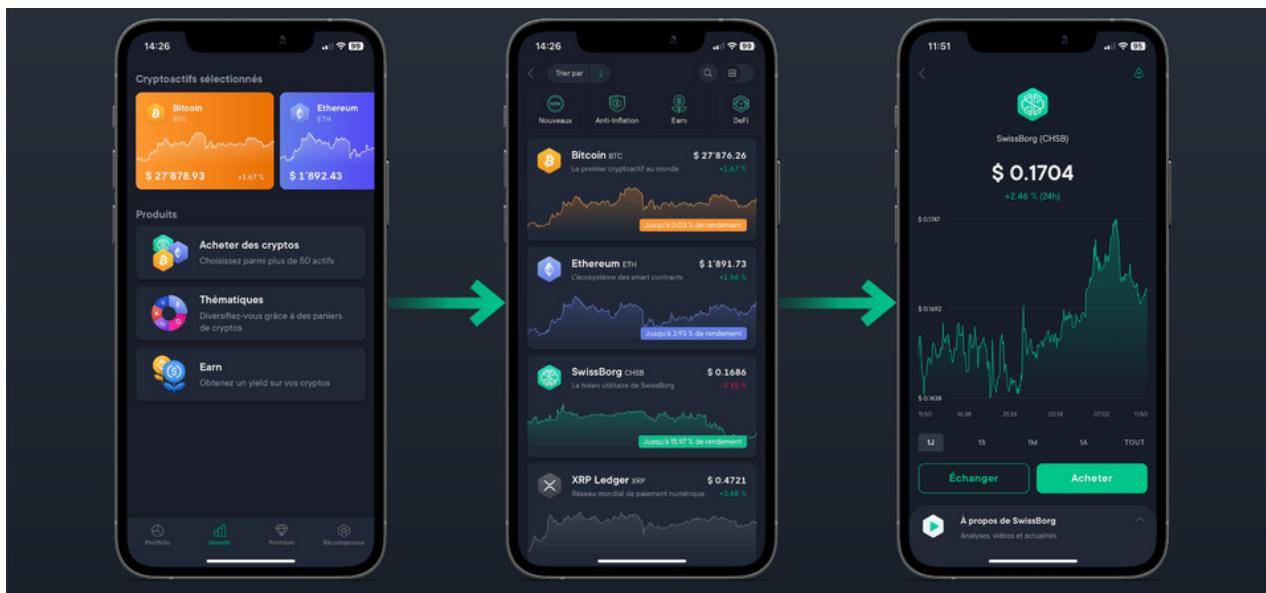 14:26
99
Cryptoactifs sélectionnés
Bitcoin
BTC
$ 27'878.93
+1.67 %
Ethereum
ETH
$ 1'892.43
Produits
Acheter des cryptos
Choisissez parmi plus de 50 actifs
Thématiques
Diversifiez-vous grâce à des paniers
de cryptos
Earn
Obtenez un yield sur vos cryptos
Portfolio
Investir
Premium
Récompenses
14:26
99
Trier par
NEW
Nouveaux
Anti-Inflation
Earn
DeFi
Bitcoin BTC
$ 27'876.26
Le premier cryptoactif au monde
+1.67 %
Jusqu'à 0.03 % de rendement
Ethereum ETH
$ 1'891.73
L'écosystème des smart contracts
+1.66 %
Jusqu'à 3.93 % de rendement
SwissBorg CHSB
$ 0.1686
Le token utilitaire de SwissBorg
-2.15 %
Jusqu'à 15.97 % de rendement
XRP Ledger XRP
$ 0.4721
Réseau mondial de paiement numérique
+3.68 %
11:51
95
SwissBorg (CHSB)
$ 0.1704
+2.46 % (24h)
$ 0.1747
$ 0.1692
$ 0.1638
11:50
16:38
21:26
02:14
07:02
11:50
1J
1S
1M
1A
TOUT
Échanger
Acheter
À propos de SwissBorg
Analyses, vidéos et actualités